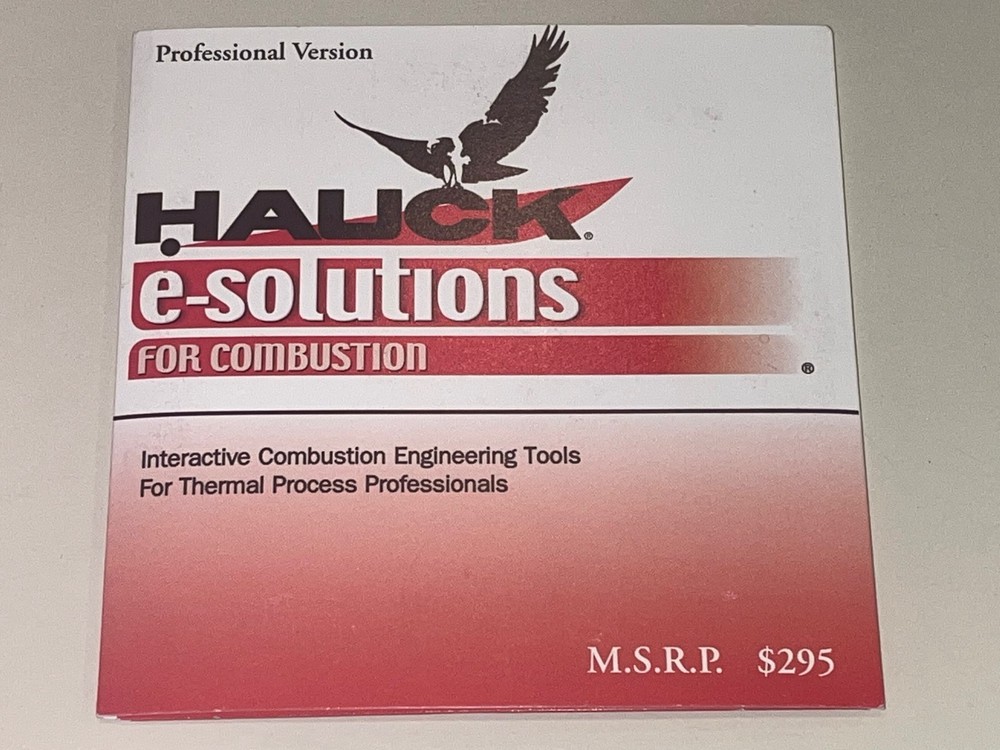 Professional Version
HAUCK®
e-solutions
FOR COMBUSTION ®
Interactive Combustion Engineering Tools
For Thermal Process Professionals
M.S.R.P. $295